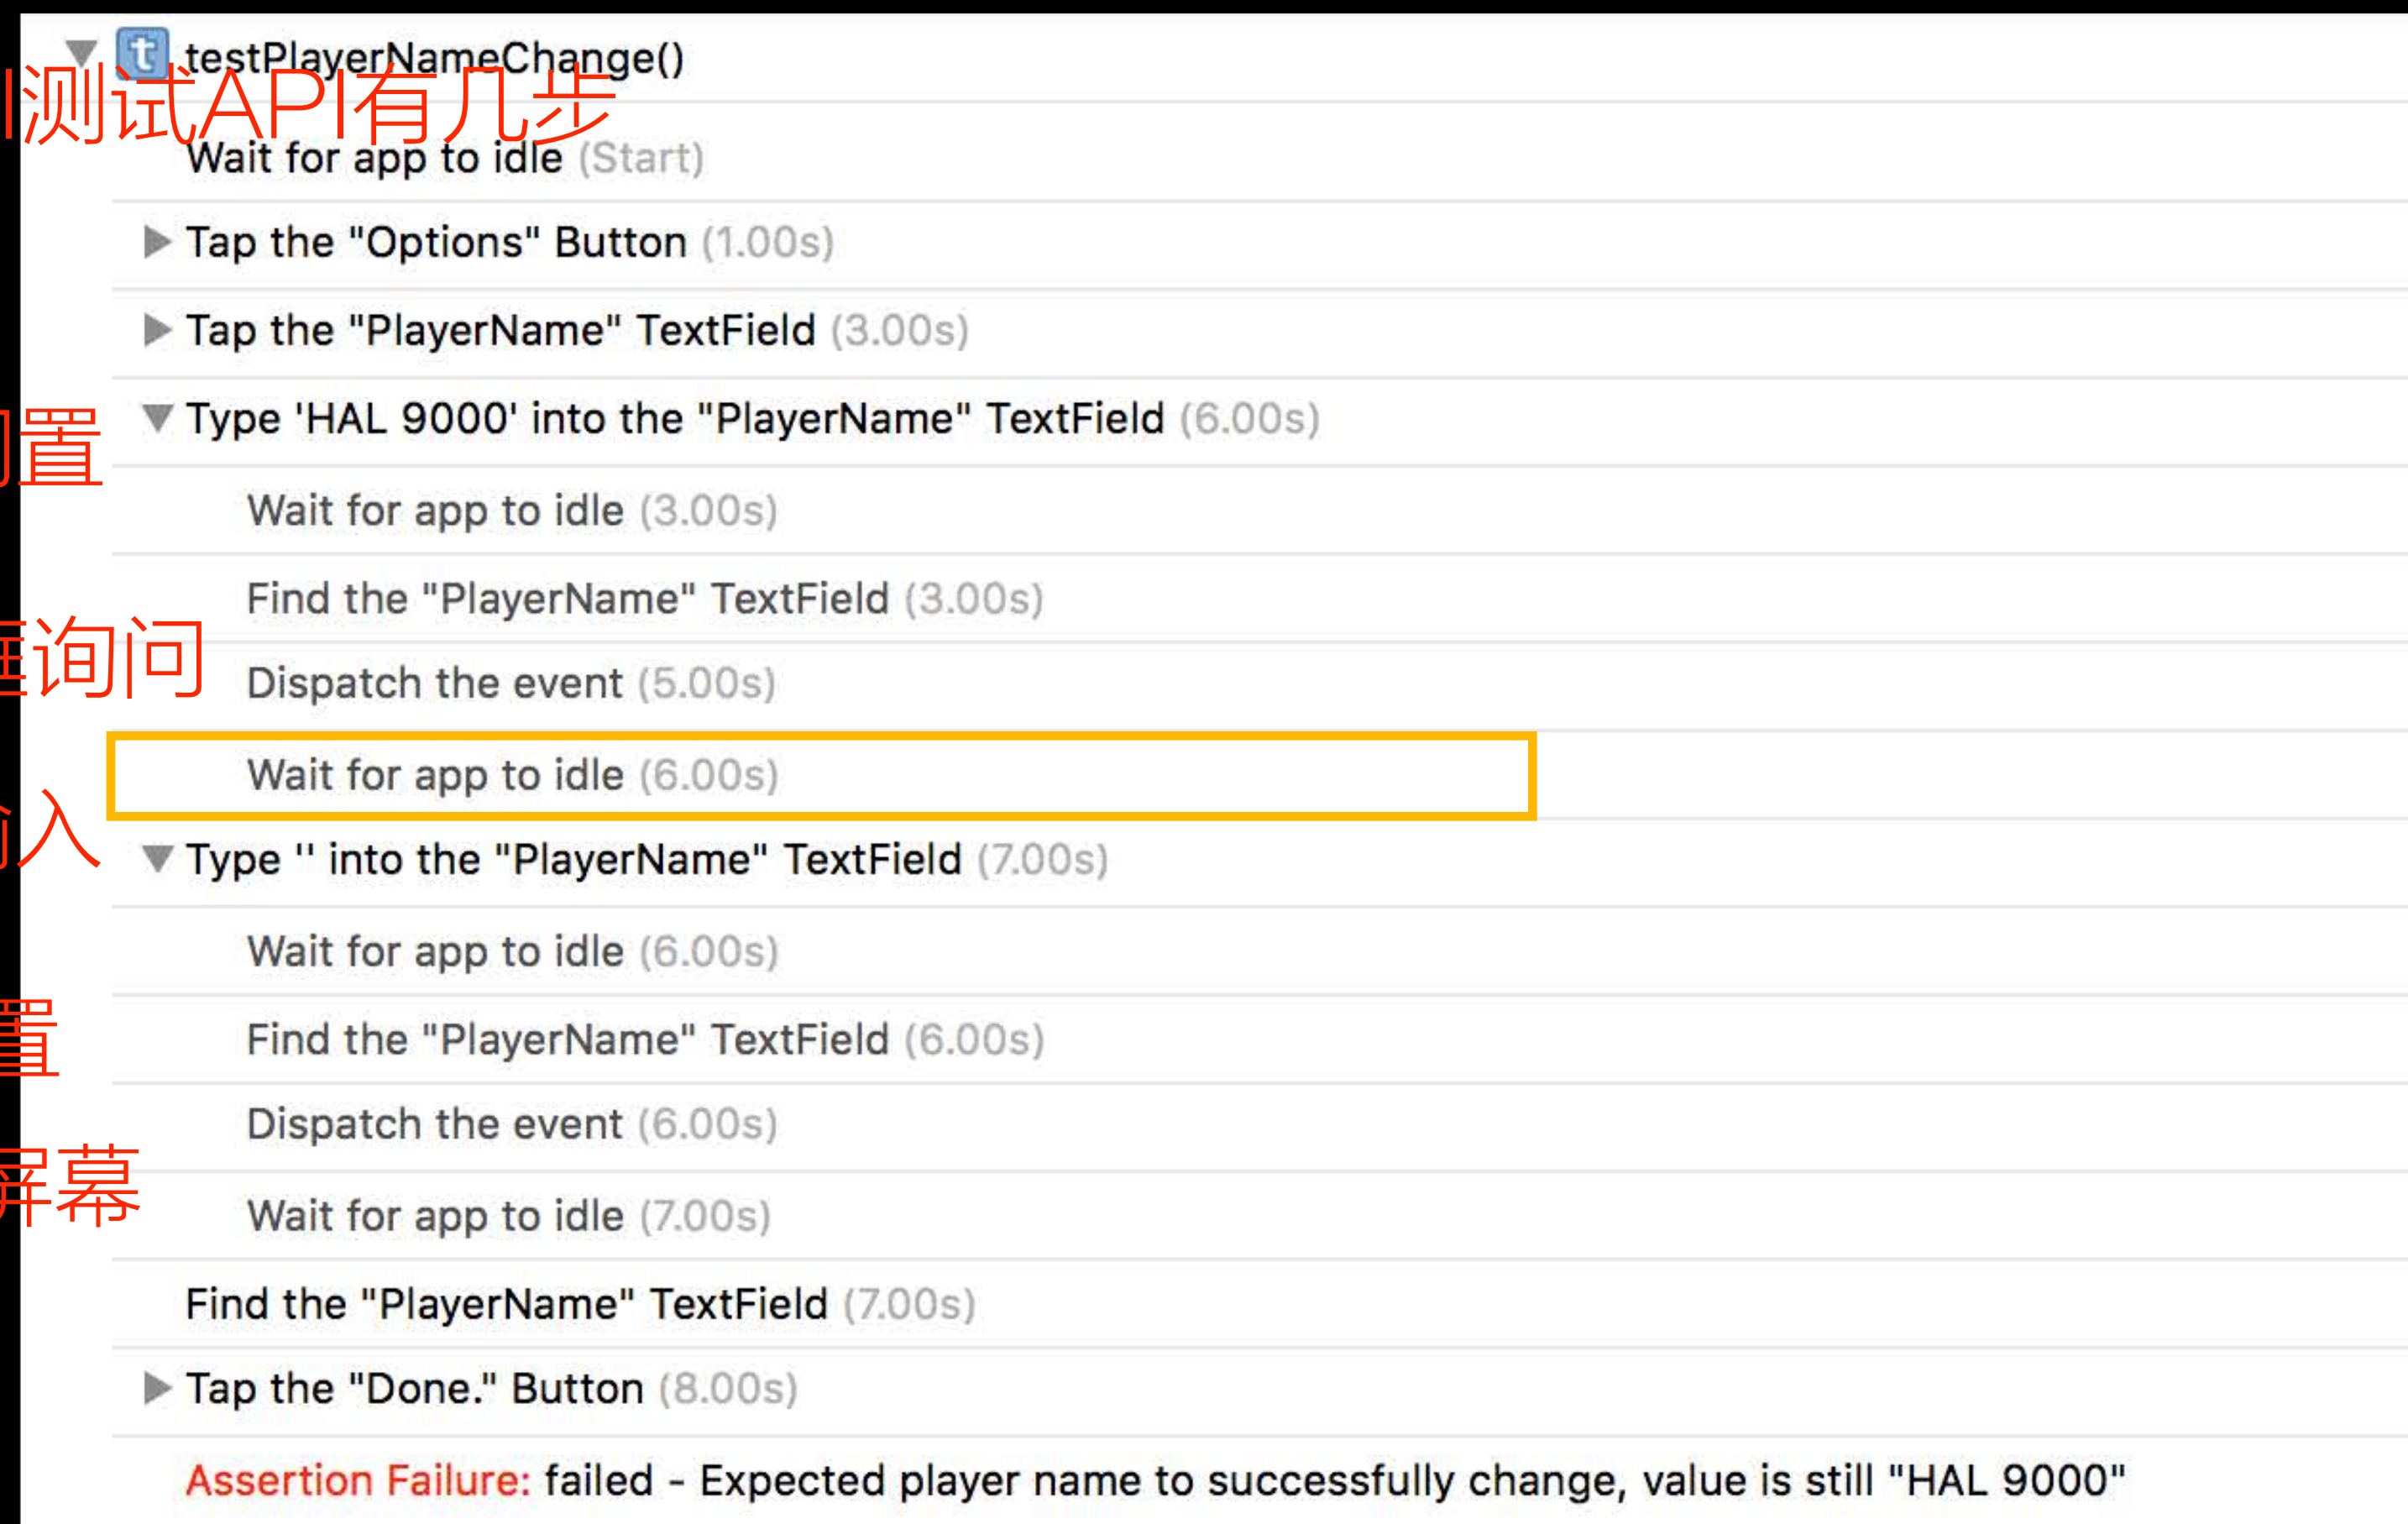 testPlayerNameChange()
测试API有几步
Wait for app to idle (Start)
Tap the "Options" Button (1.00s)
Tap the "PlayerName" TextField (3.00s)
Type 'HAL 9000' into the "PlayerName" TextField (6.00s)
置
Wait for app to idle (3.00s)
Find the "PlayerName" TextField (3.00s)
询问
Dispatch the event (5.00s)
Wait for app to idle (6.00s)
入
Type '' into the "PlayerName" TextField (7.00s)
Wait for app to idle (6.00s)
置
Find the "PlayerName" TextField (6.00s)
Dispatch the event (6.00s)
屏幕
Wait for app to idle (7.00s)
Find the "PlayerName" TextField (7.00s)
Tap the "Done." Button (8.00s)
Assertion Failure: failed - Expected player name to successfully change, value is still "HAL 9000"